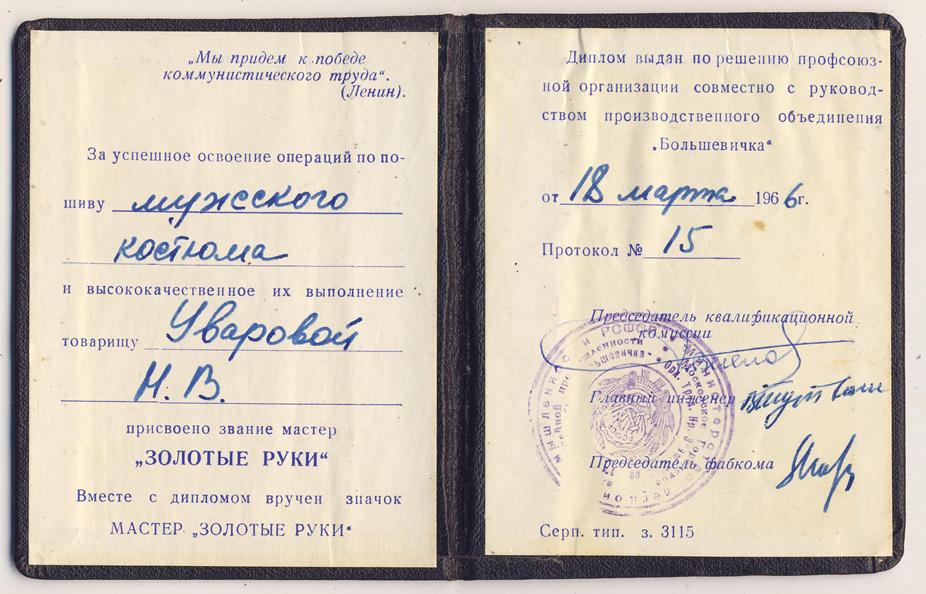 „Мы придем к победе
коммунистического труда“.
(Ленин).
За успешное освоение операций по по-
шиву мужского
костюма
и высококачественное их выполнение
товарищу Уваровой
Н. В.
присвоено звание мастер
„ЗОЛОТЫЕ РУКИ“
Вместе с дипломом вручен значок
МАСТЕР „ЗОЛОТЫЕ РУКИ“
Диплом выдан по решению профсоюз-
ной организации совместно с руковод-
ством производственного объединения
„Большевичка“
от 18 марта 1966г.
Протокол № 15
Председатель квалификационной
комиссии
Главный инженер
Председатель фабкома
Серп. тип. з. 3115